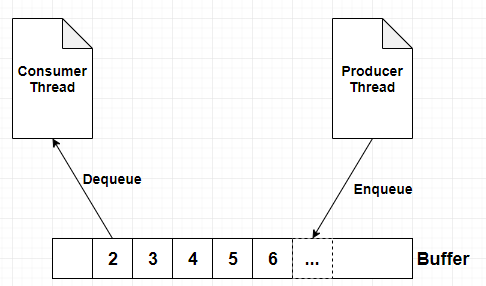 Consumer
Thread
Producer
Thread
Dequeue
Enqueue
2 3 4 5 6 ... Buffer